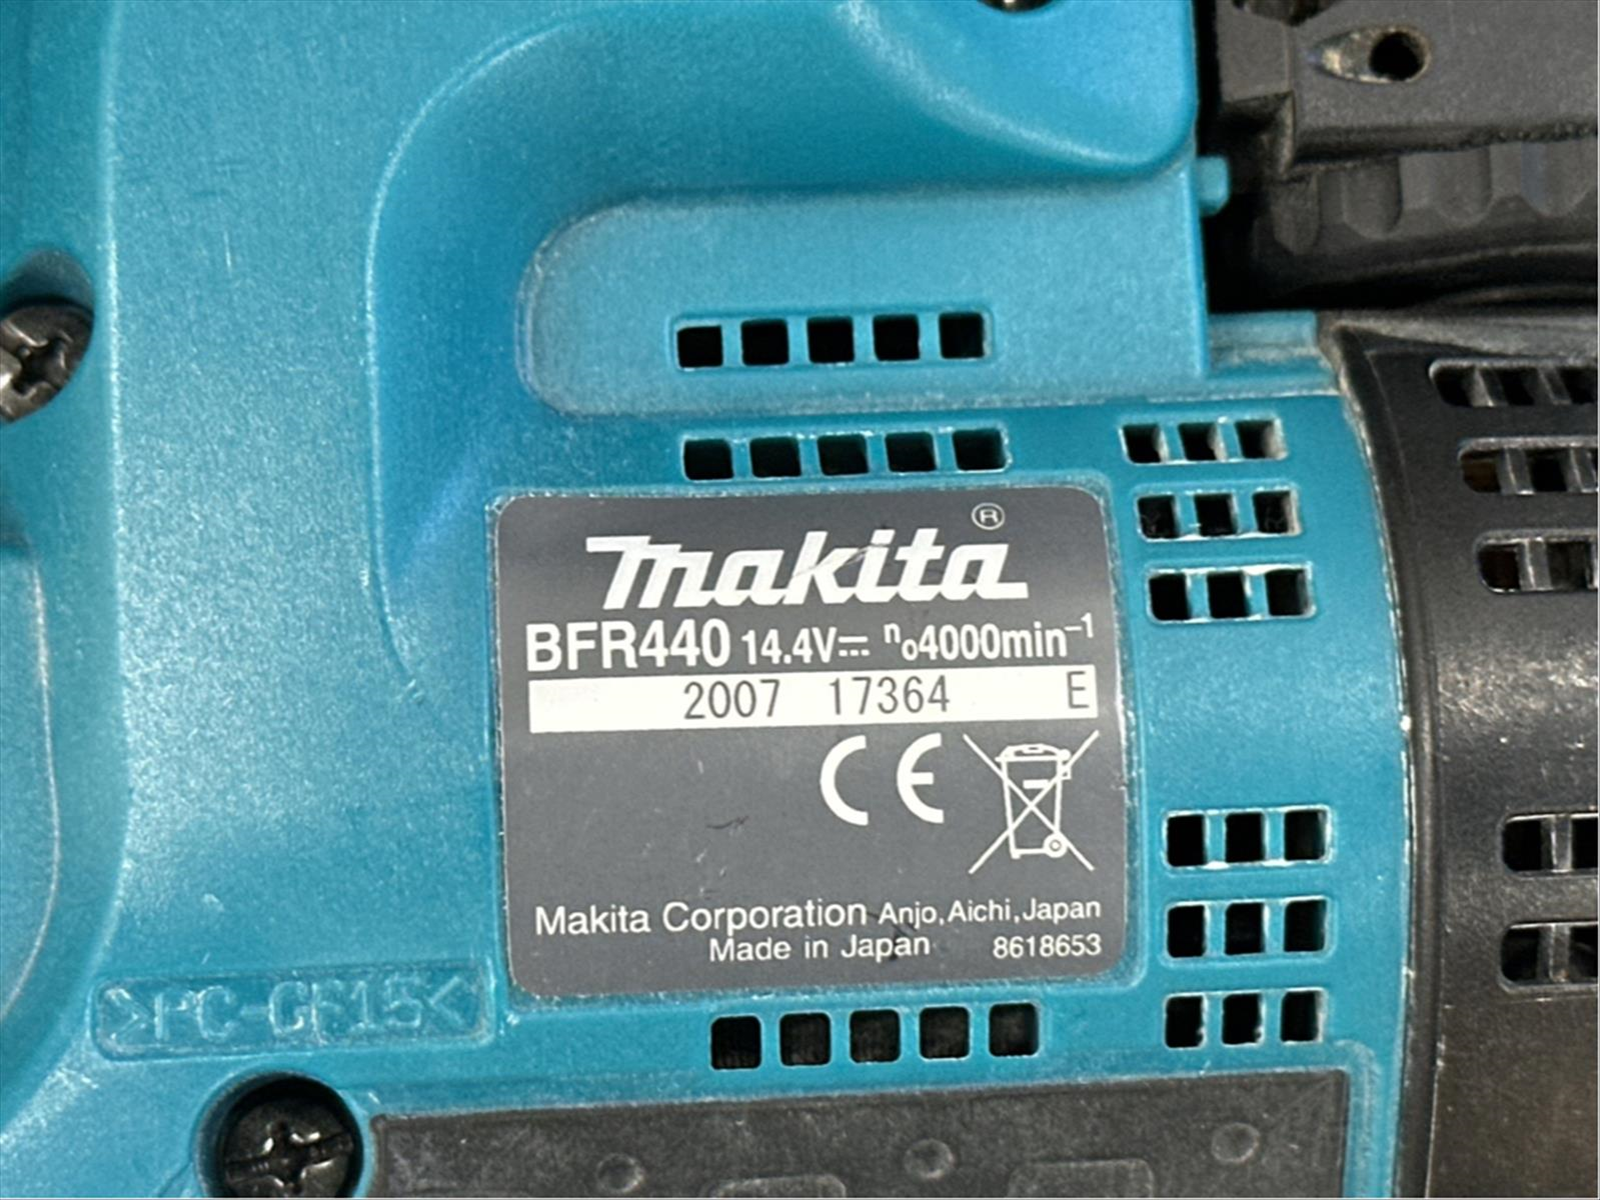 makita®
BFR440 14.4V⎓ n₀4000min⁻¹
2007 17364 E
CE
Makita Corporation Anjo, Aichi, Japan
Made in Japan 8618653
>PC-GF15<